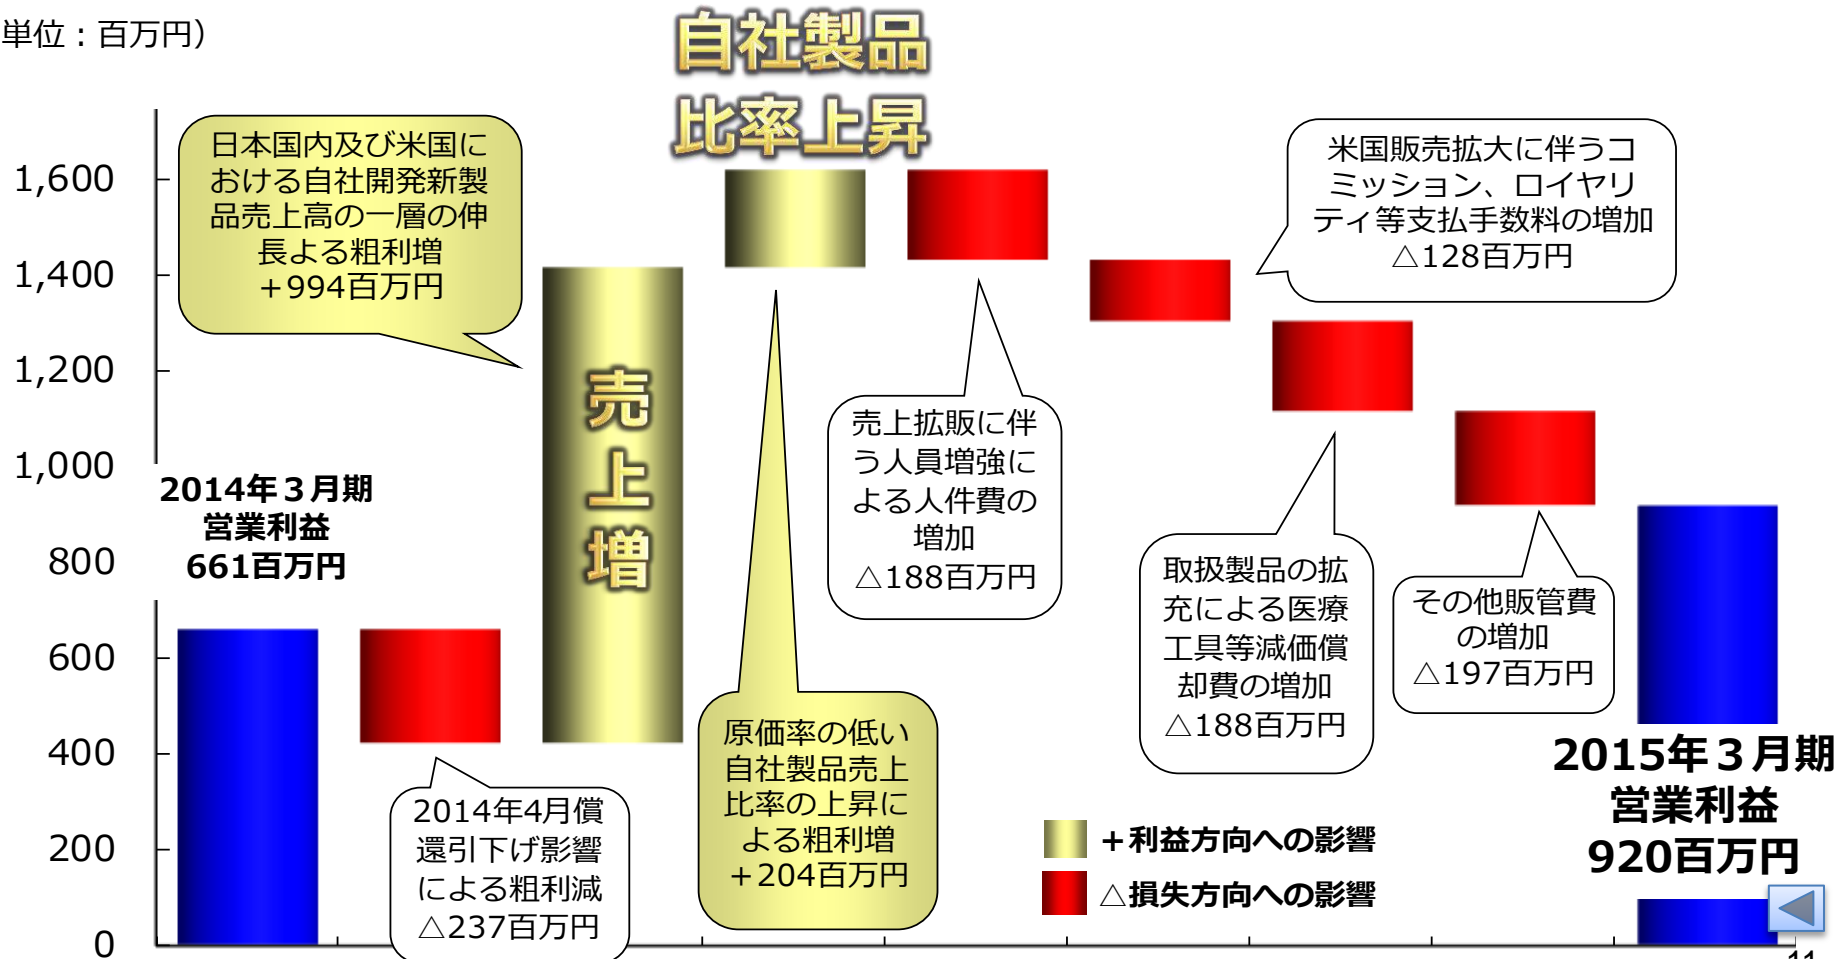 単位：百万円）
自社製品
比率上昇
1,600
1,400
1,200
1,000
800
600
400
200
0
日本国内及び米国に
おける自社開発新製
品売上高の一層の伸
長よる粗利増
＋994百万円
米国販売拡大に伴うコ
ミッション、ロイヤリ
ティ等支払手数料の増加
△128百万円
2014年３月期
営業利益
661百万円
売
上
増
売上拡販に伴
う人員増強に
よる人件費の
増加
△188百万円
取扱製品の拡
充による医療
工具等減価償
却費の増加
△188百万円
その他販管費
の増加
△197百万円
2014年4月償
還引下げ影響
による粗利減
△237百万円
原価率の低い
自社製品売上
比率の上昇に
よる粗利増
＋204百万円
＋利益方向への影響
△損失方向への影響
2015年３月期
営業利益
920百万円
11